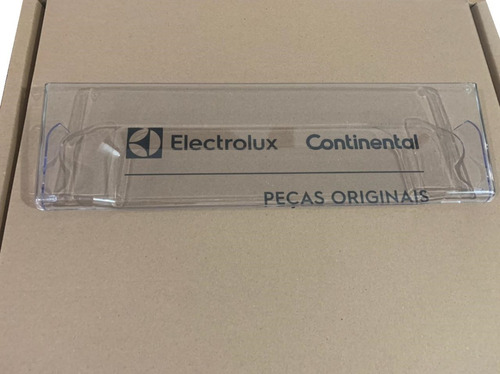 Electrolux Continental
PEÇAS ORIGINAIS